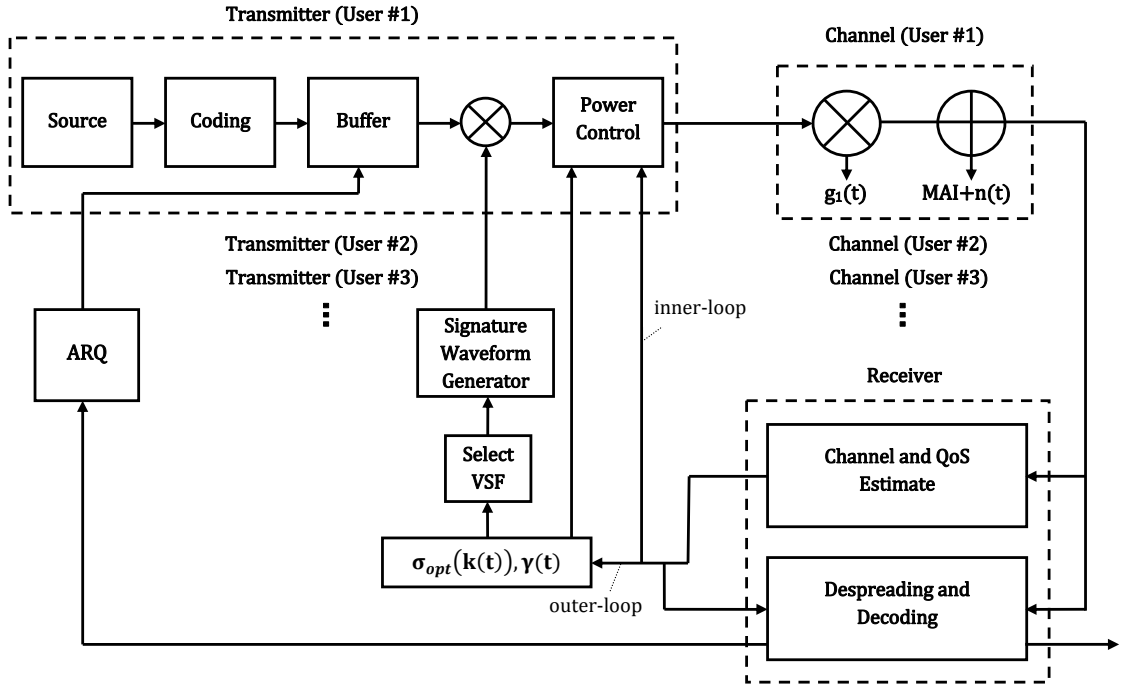 Transmitter (User #1)
Channel (User #1)
Source
Coding
Buffer
Power
Control
g₁(t)
MAI+n(t)
Transmitter (User #2)
Transmitter (User #3)
Channel (User #2)
Channel (User #3)
inner-loop
ARQ
Signature
Waveform
Generator
Receiver
Select
VSF
Channel and QoS
Estimate
σ_opt(k(t)), γ(t)
outer-loop
Despreading and
Decoding